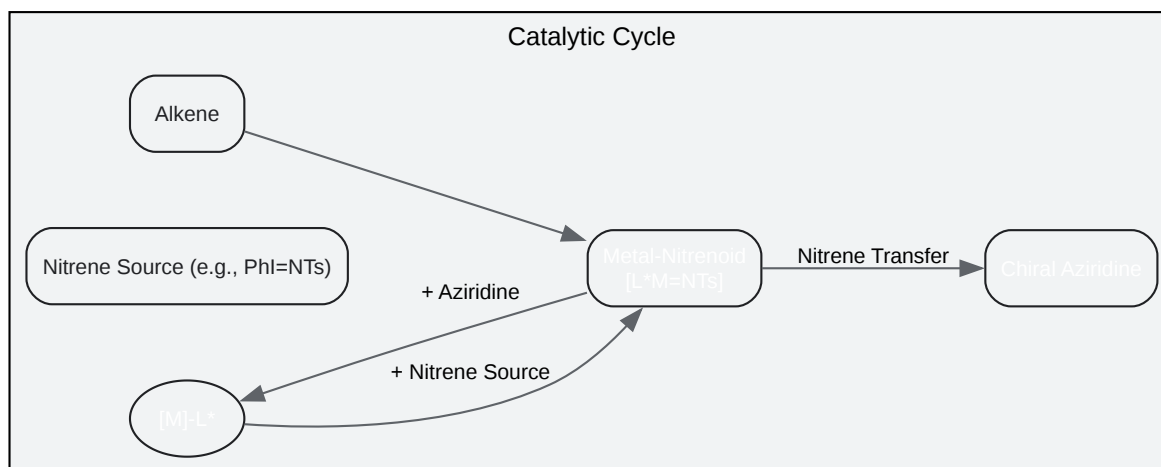 Catalytic Cycle
Alkene
Nitrene Source (e.g., PhI=NTs)
Metal-Nitrenoid
[L*M=NTs]
Nitrene Transfer
Chiral Aziridine
+ Aziridine
+ Nitrene Source
[M]-L*